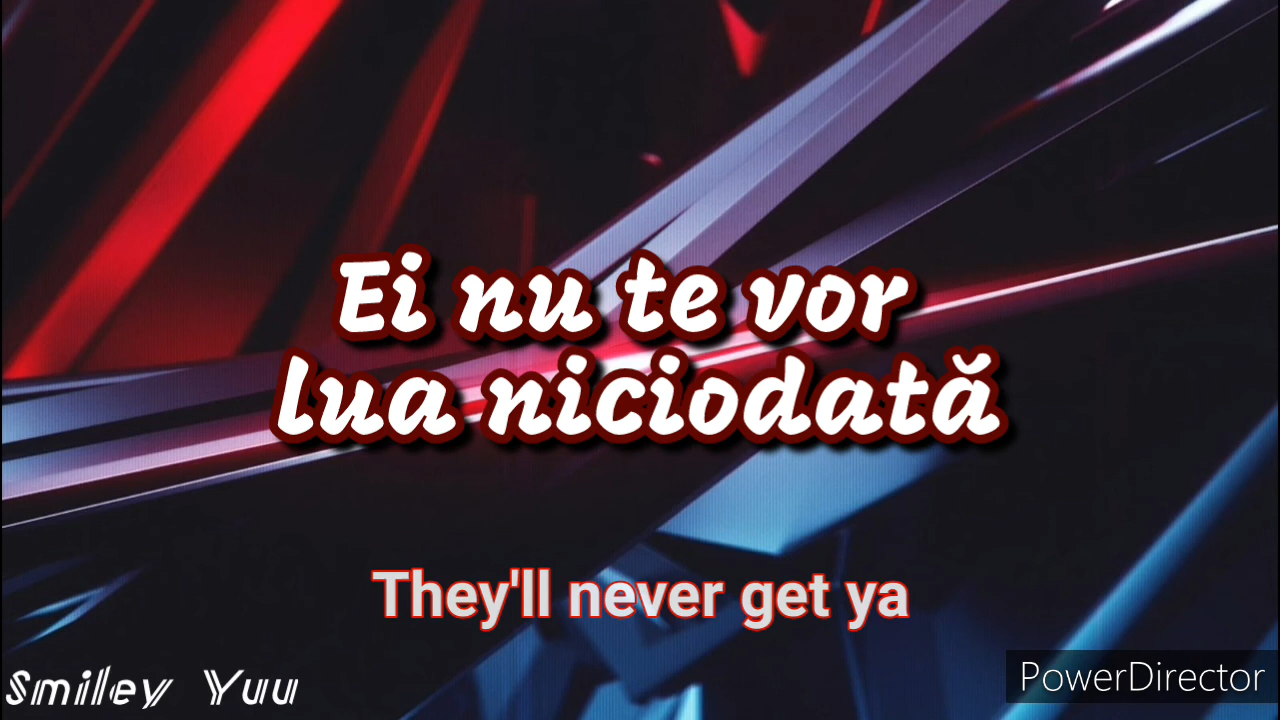 Ei nu te vor
lua niciodată
They'll never get ya
Smiley Yuu
PowerDirector